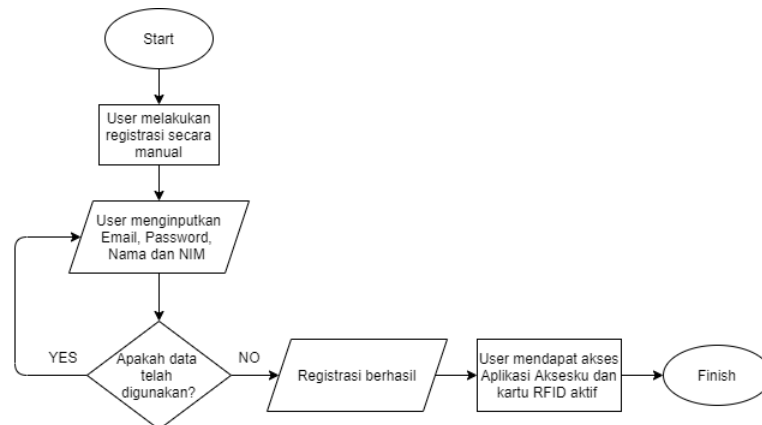 Start
User melakukan
registrasi secara
manual
User menginputkan
Email, Password,
Nama dan NIM
YES
Apakah data
telah
digunakan?
NO
Registrasi berhasil
User mendapat akses
Aplikasi Aksesku dan
kartu RFID aktif
Finish